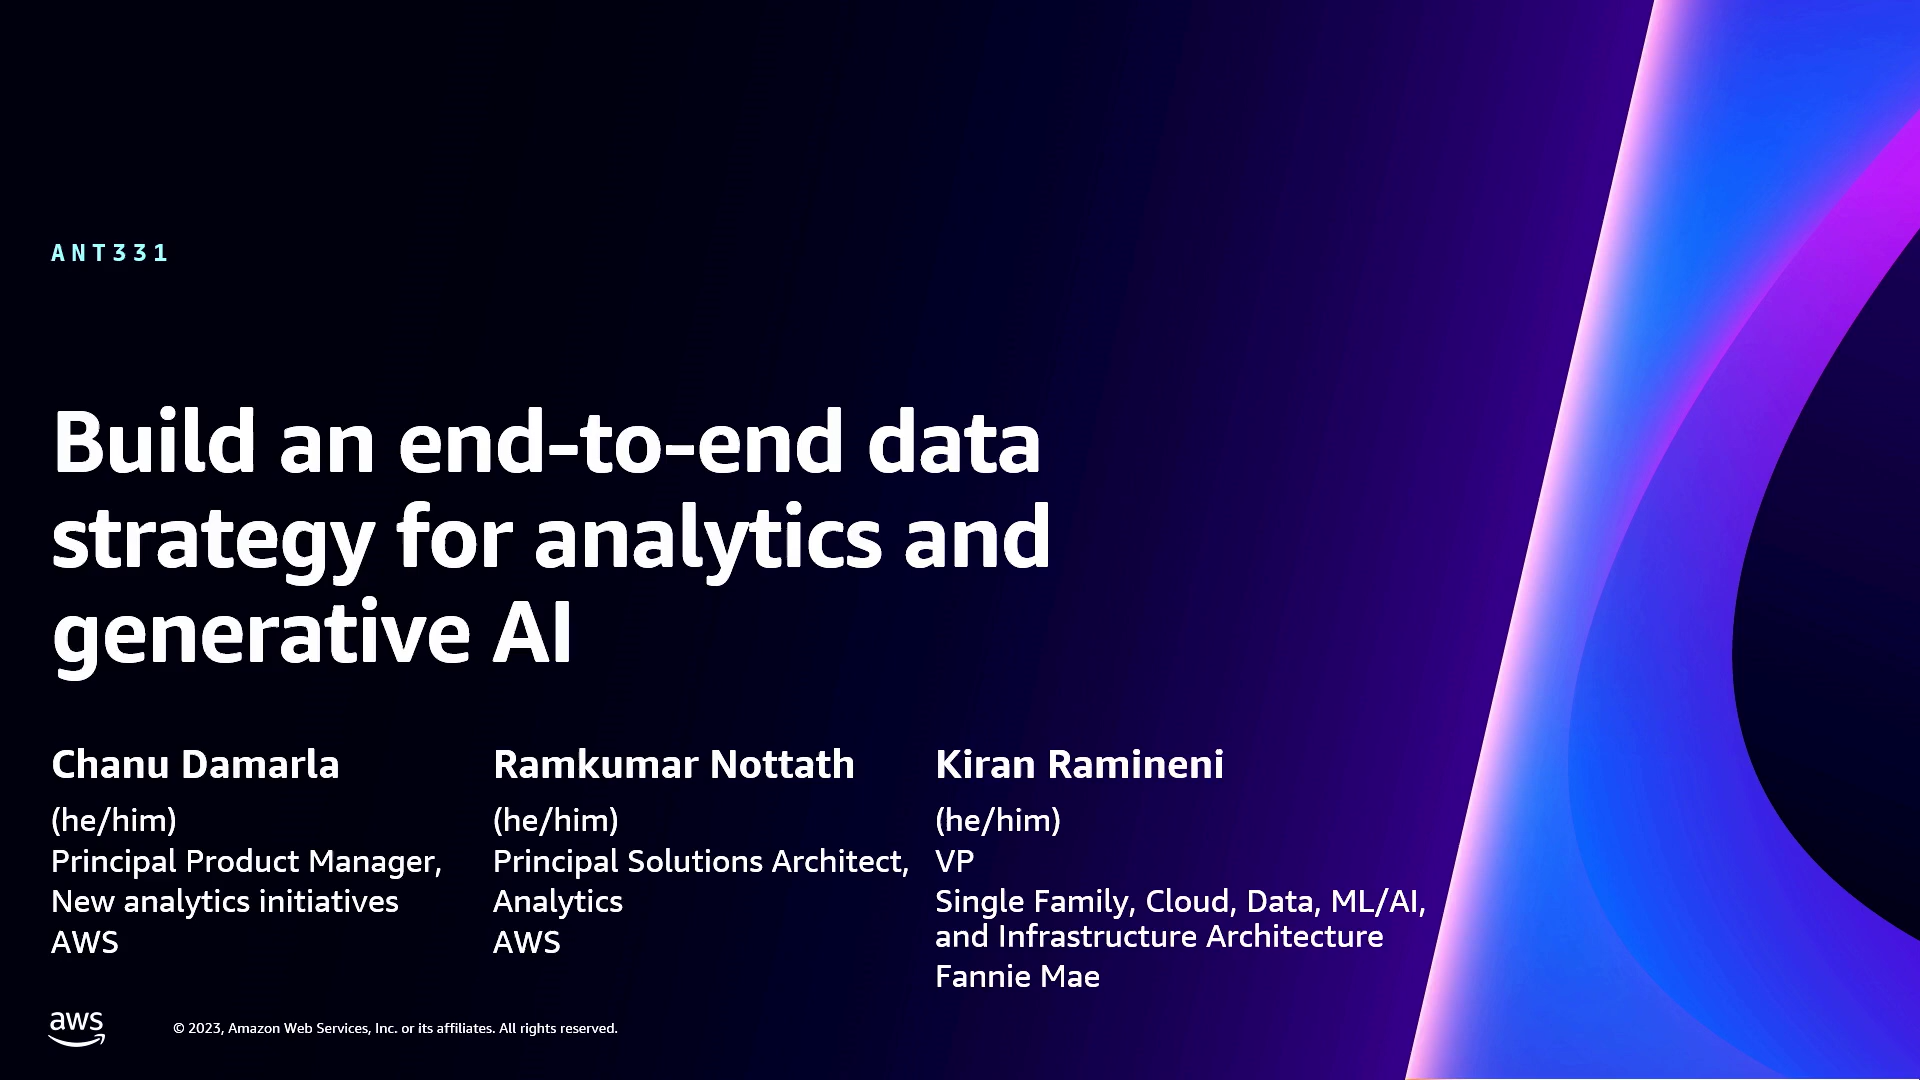 ANT331
Build an end-to-end data
strategy for analytics and
generative AI
Chanu Damarla
(he/him)
Principal Product Manager,
New analytics initiatives
AWS
Ramkumar Nottath
(he/him)
Principal Solutions Architect,
Analytics
AWS
Kiran Ramineni
(he/him)
VP
Single Family, Cloud, Data, ML/AI,
and Infrastructure Architecture
Fannie Mae
aws
© 2023, Amazon Web Services, Inc. or its affiliates. All rights reserved.